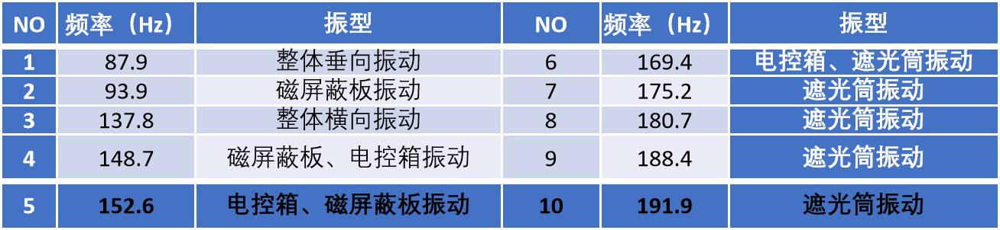 NO 频率（Hz） 振型 NO 频率（Hz） 振型
1 87.9 整体垂向振动 6 169.4 电控箱、遮光筒振动
2 93.9 磁屏蔽板振动 7 175.2 遮光筒振动
3 137.8 整体横向振动 8 180.7 遮光筒振动
4 148.7 磁屏蔽板、电控箱振动 9 188.4 遮光筒振动
5 152.6 电控箱、磁屏蔽板振动 10 191.9 遮光筒振动